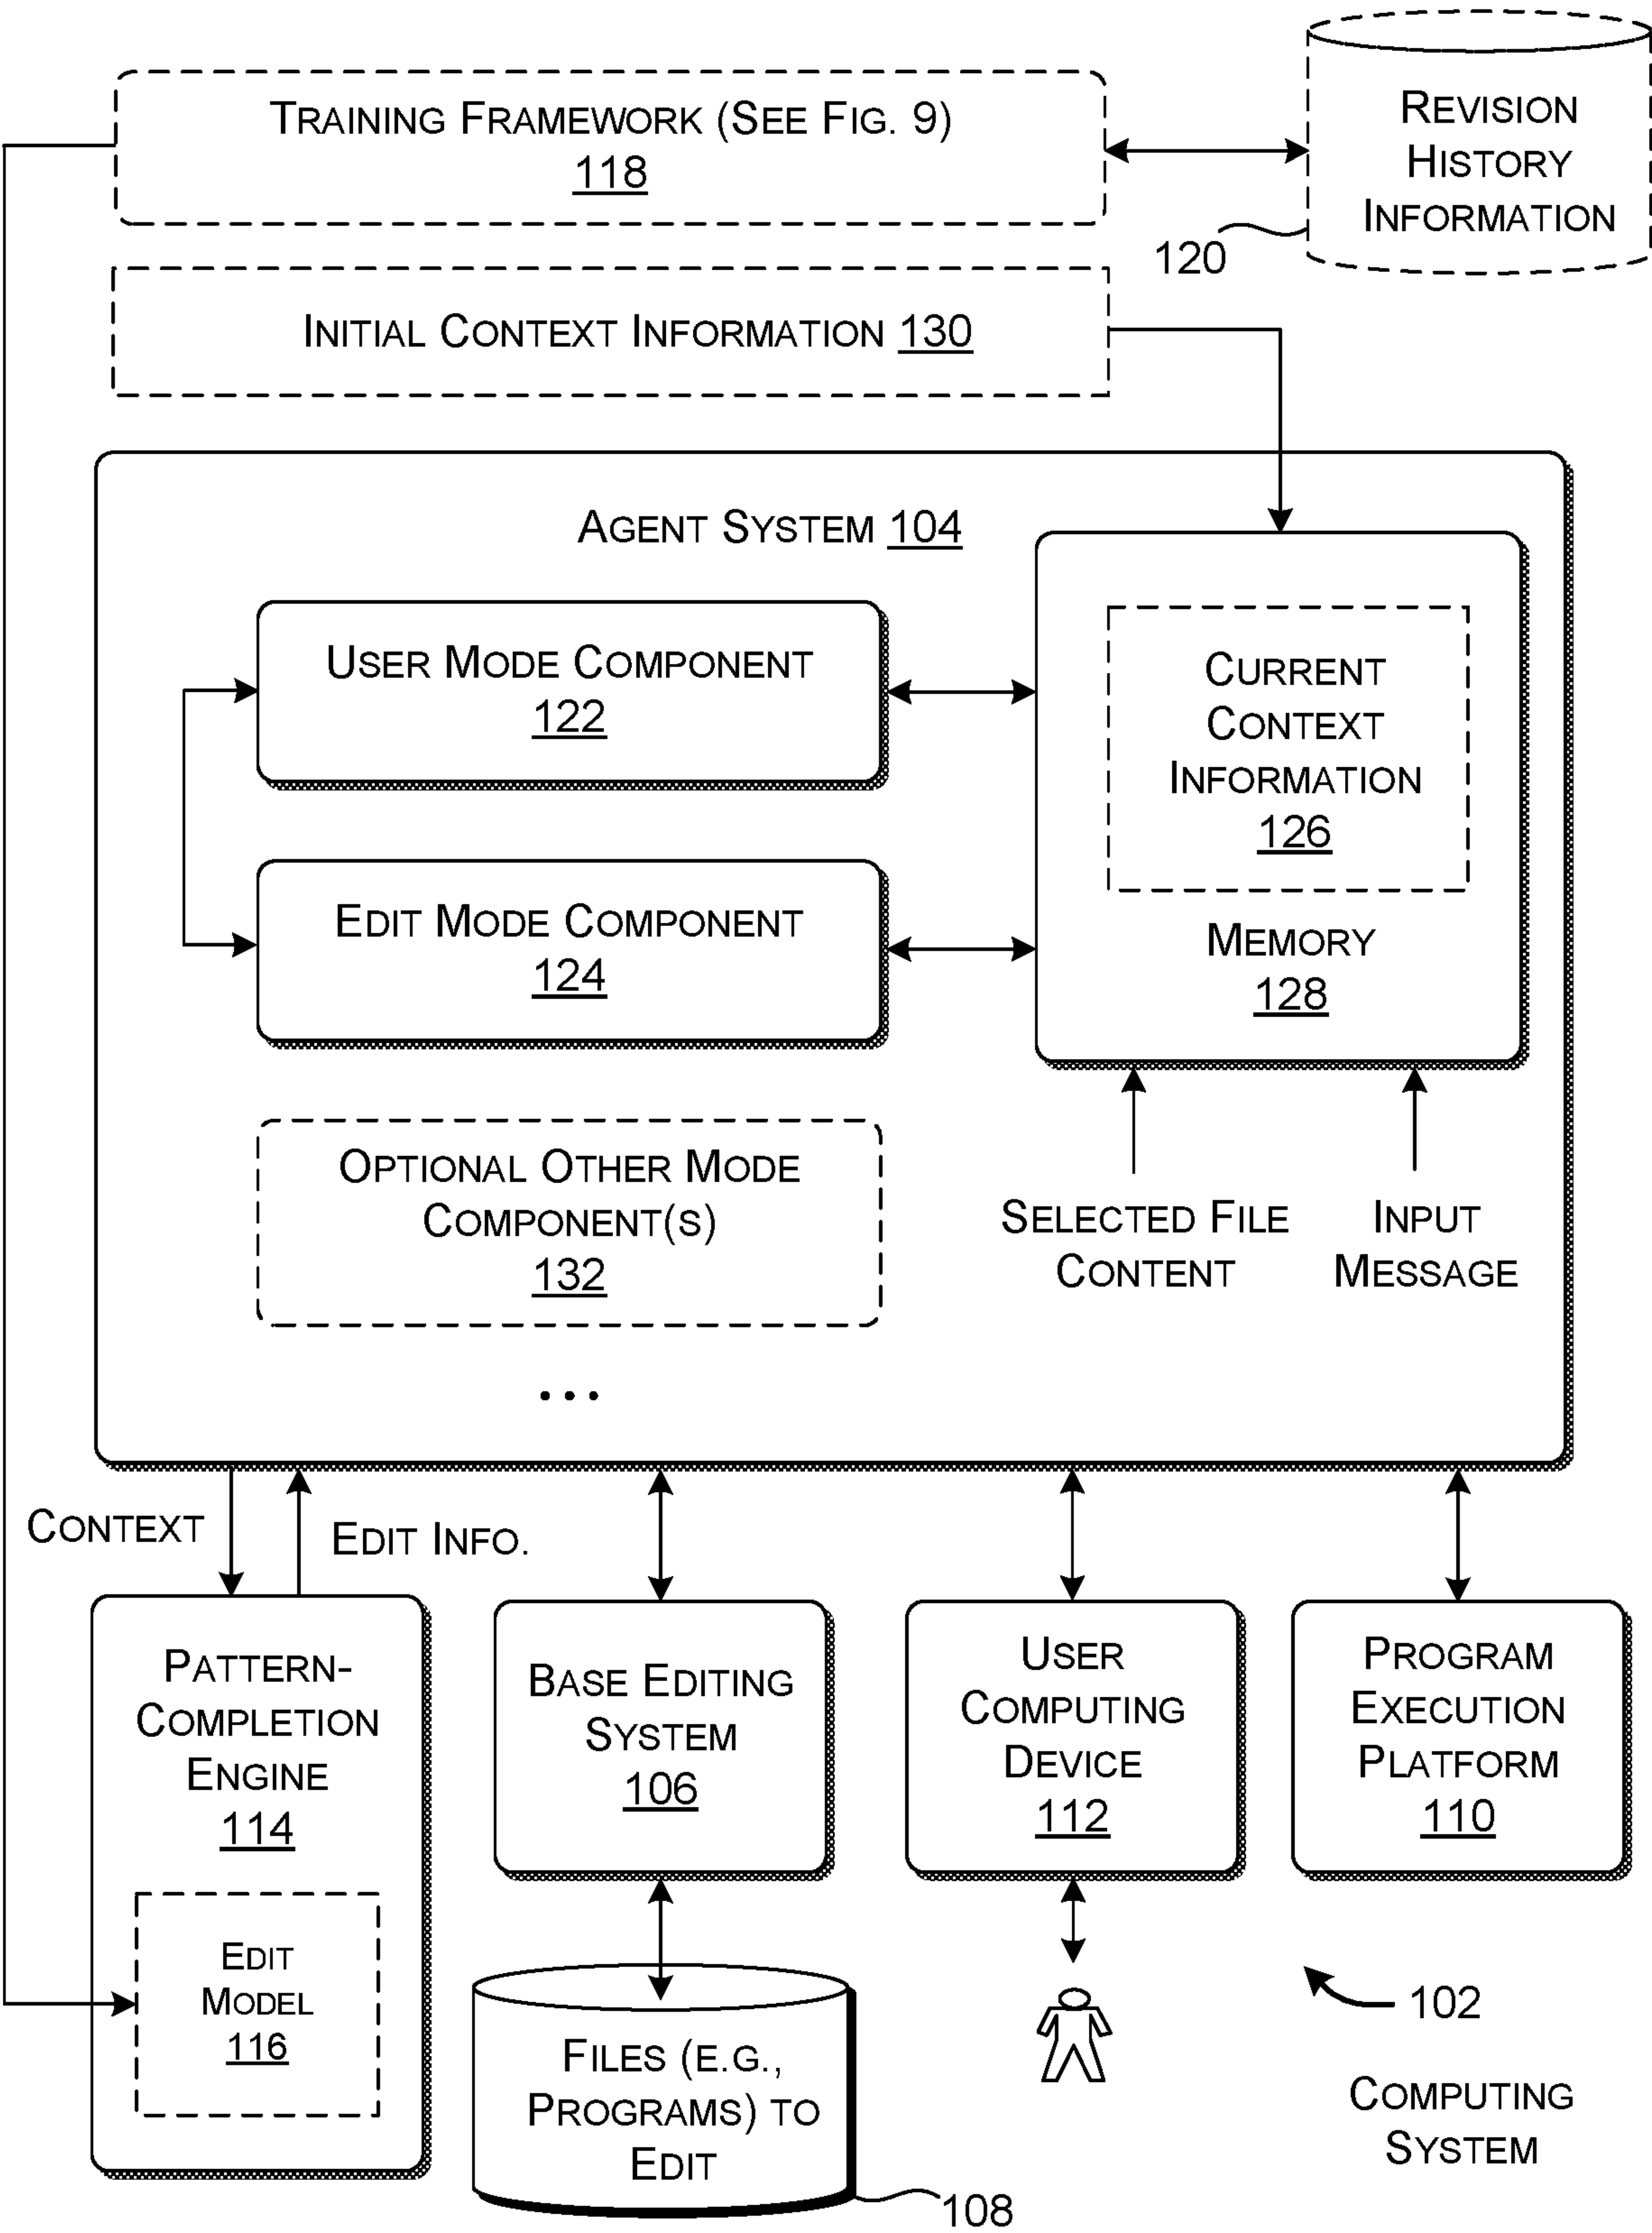 TRAINING FRAMEWORK (SEE FIG. 9)
118
REVISION
HISTORY
INFORMATION
120
INITIAL CONTEXT INFORMATION 130
AGENT SYSTEM 104
USER MODE COMPONENT
122
CURRENT
CONTEXT
INFORMATION
126
EDIT MODE COMPONENT
124
MEMORY
128
OPTIONAL OTHER MODE
COMPONENT(S)
132
SELECTED FILE
CONTENT
INPUT
MESSAGE
...
CONTEXT
EDIT INFO.
PATTERN-
COMPLETION
ENGINE
114
EDIT
MODEL
116
BASE EDITING
SYSTEM
106
USER
COMPUTING
DEVICE
112
PROGRAM
EXECUTION
PLATFORM
110
FILES (E.G.,
PROGRAMS) TO
EDIT
108
102
COMPUTING
SYSTEM